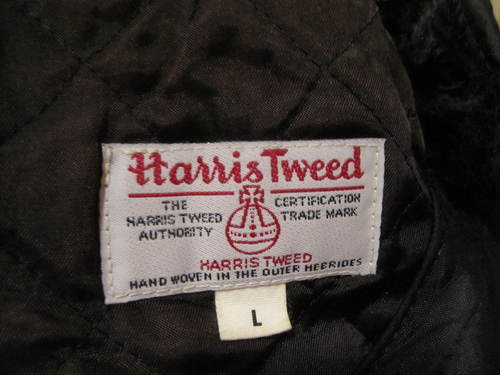 Harris Tweed
THE CERTIFICATION
HARRIS TWEED TRADE MARK
AUTHORITY
HARRIS TWEED
HAND WOVEN IN THE OUTER HEBRIDES
L